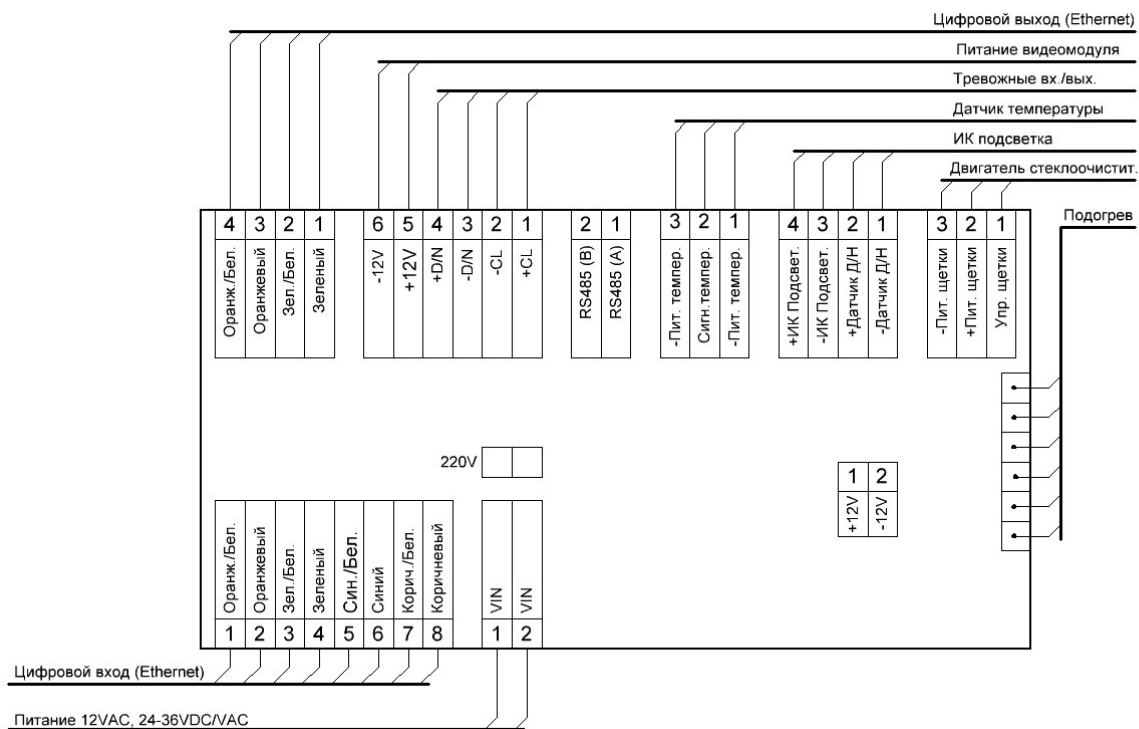 Цифровой выход (Ethernet)
Питание видеомодуля
Тревожные вх./вых.
Датчик температуры
ИК подсветка
Двигатель стеклоочистит.
Подогрев
4 3 2 1
6 5 4 3 2 1
2 1
3 2 1
4 3 2 1
3 2 1
Оранж./Бел.
Оранжевый
Зел./Бел.
Зеленый
-12V
+12V
+D/N
-D/N
-CL
+CL
RS485 (B)
RS485 (A)
-Пит. темпер.
Сигн.темпер.
-Пит. темпер.
+ИК Подсвет.
-ИК Подсвет.
+Датчик Д/Н
-Датчик Д/Н
-Пит. щетки
+Пит. щетки
Упр. щетки
220V
1 2
+12V
-12V
Оранж./Бел.
Оранжевый
Зел./Бел.
Зеленый
Син./Бел.
Синий
Корич./Бел.
Коричневый
VIN
VIN
1 2 3 4 5 6 7 8
1 2
Цифровой вход (Ethernet)
Питание 12VAC, 24-36VDC/VAC